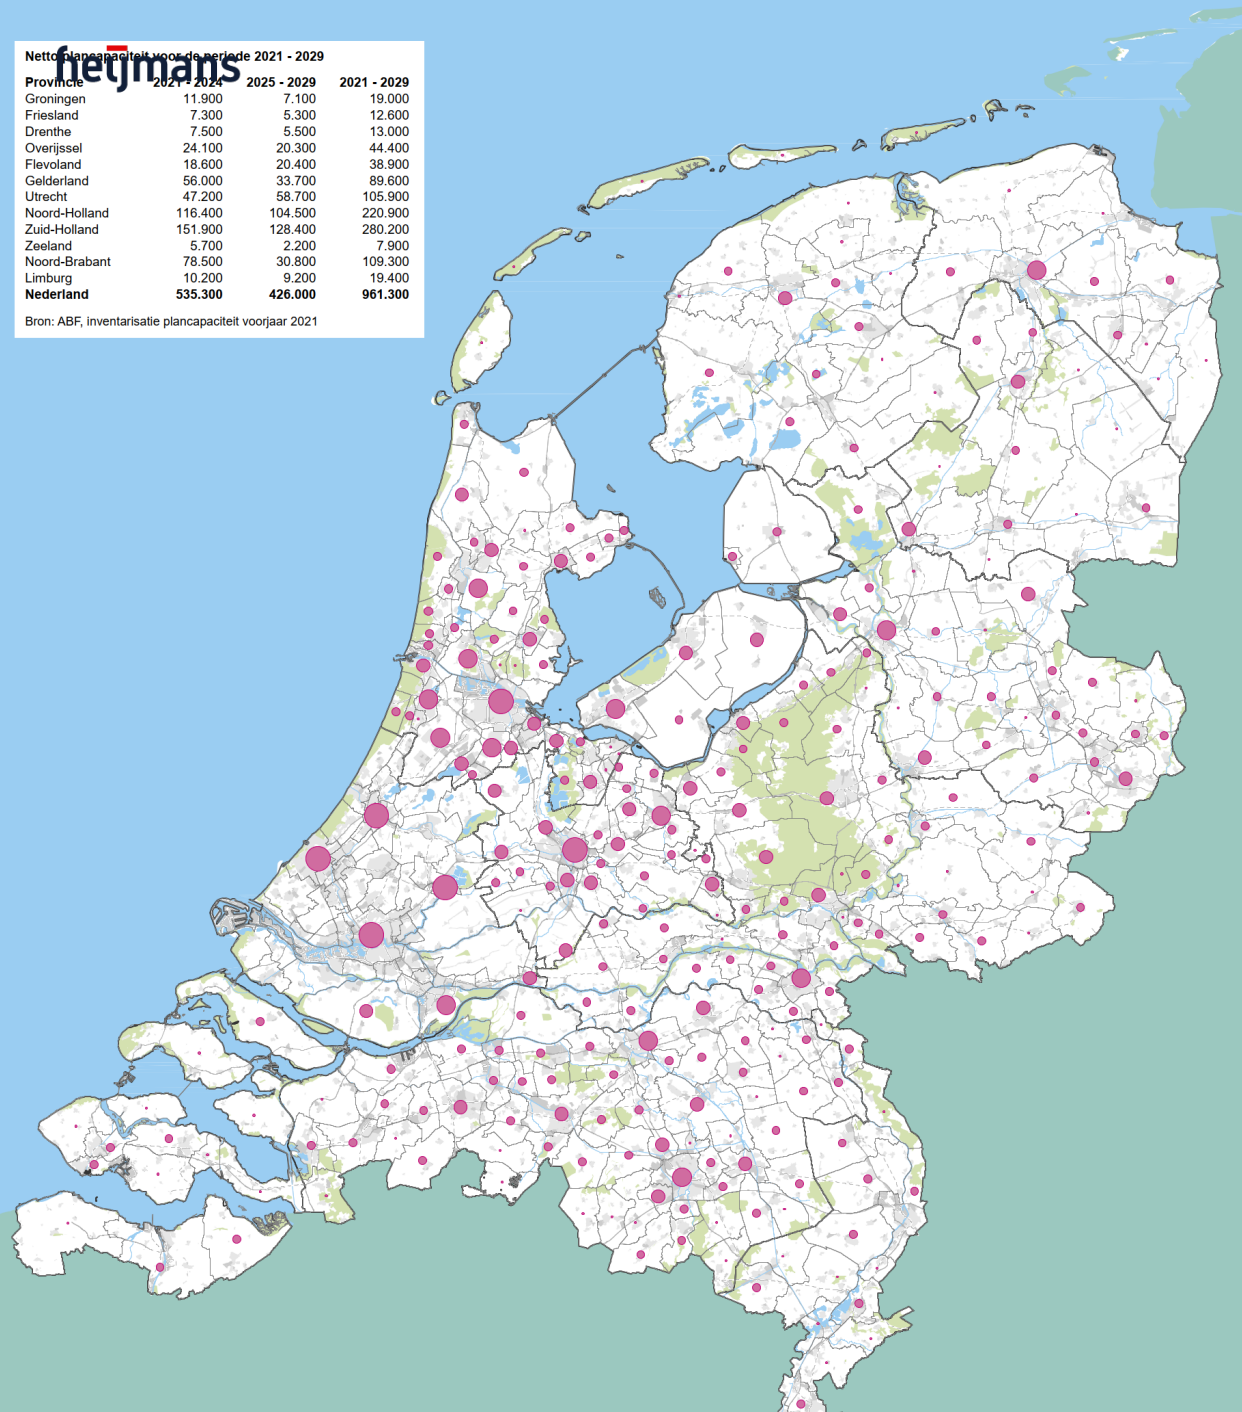 Netto plancapaciteit voor de periode 2021 - 2029
heijmans
Provincie 2021 - 2024 2025 - 2029 2021 - 2029
Groningen 11.900 7.100 19.000
Friesland 7.300 5.300 12.600
Drenthe 7.500 5.500 13.000
Overijssel 24.100 20.300 44.400
Flevoland 18.600 20.400 38.900
Gelderland 56.000 33.700 89.600
Utrecht 47.200 58.700 105.900
Noord-Holland 116.400 104.500 220.900
Zuid-Holland 151.900 128.400 280.200
Zeeland 5.700 2.200 7.900
Noord-Brabant 78.500 30.800 109.300
Limburg 10.200 9.200 19.400
Nederland 535.300 426.000 961.300
Bron: ABF, inventarisatie plancapaciteit voorjaar 2021